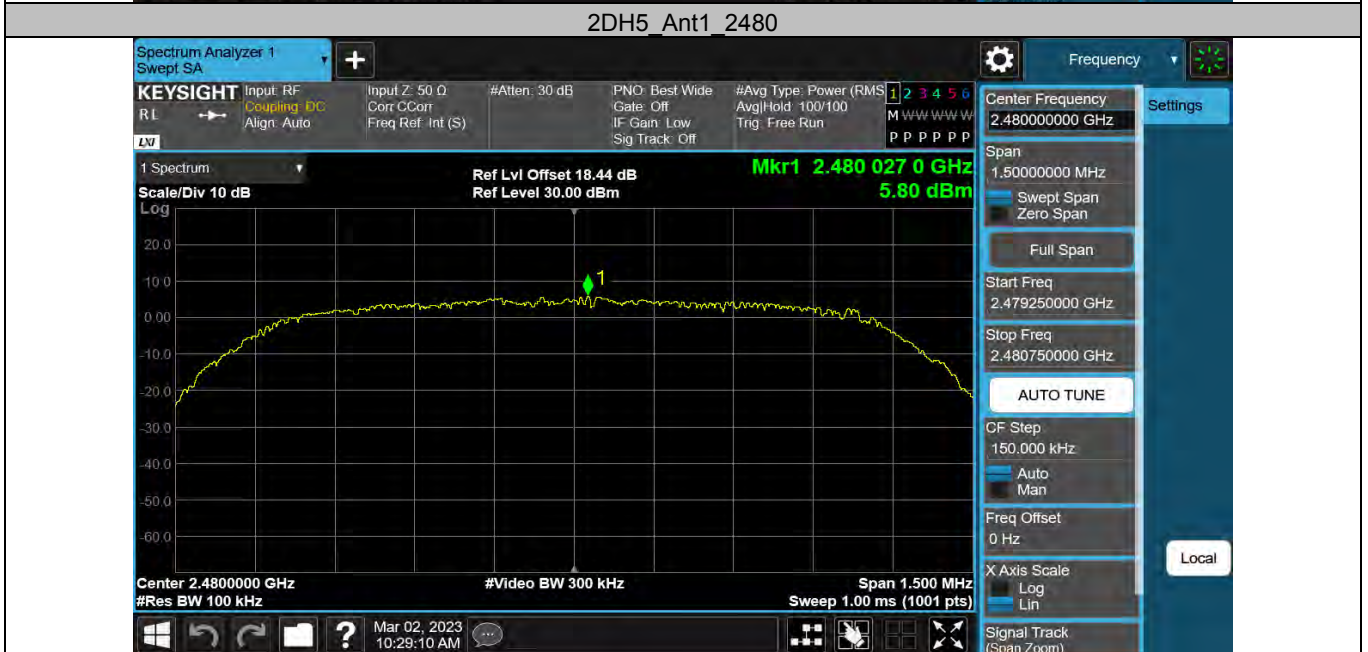 2DH5_Ant1_2480
Spectrum Analyzer 1
Swept SA
+
Frequency
KEYSIGHT
RL
LXI
Input: RF
Coupling: DC
Align: Auto
Input Z: 50 Ω
Corr CCorr
Freq Ref: Int (S)
#Atten: 30 dB
PNO: Best Wide
Gate: Off
IF Gain: Low
Sig Track: Off
#Avg Type: Power (RMS
Avg|Hold: 100/100
Trig: Free Run
1 2 3 4 5 6
M W W W W W
P P P P P P
1 Spectrum
Scale/Div 10 dB
Ref Lvl Offset 18.44 dB
Ref Level 30.00 dBm
Mkr1 2.480 027 0 GHz
5.80 dBm
Log
20.0
10.0
0.00
-10.0
-20.0
-30.0
-40.0
-50.0
-60.0
1
Center 2.4800000 GHz
#Res BW 100 kHz
#Video BW 300 kHz
Span 1.500 MHz
Sweep 1.00 ms (1001 pts)
?
Mar 02, 2023
10:29:10 AM
Center Frequency
2.480000000 GHz
Settings
Span
1.50000000 MHz
Swept Span
Zero Span
Full Span
Start Freq
2.479250000 GHz
Stop Freq
2.480750000 GHz
AUTO TUNE
CF Step
150.000 kHz
Auto
Man
Freq Offset
0 Hz
X Axis Scale
Log
Lin
Local
Signal Track
(Span Zoom)